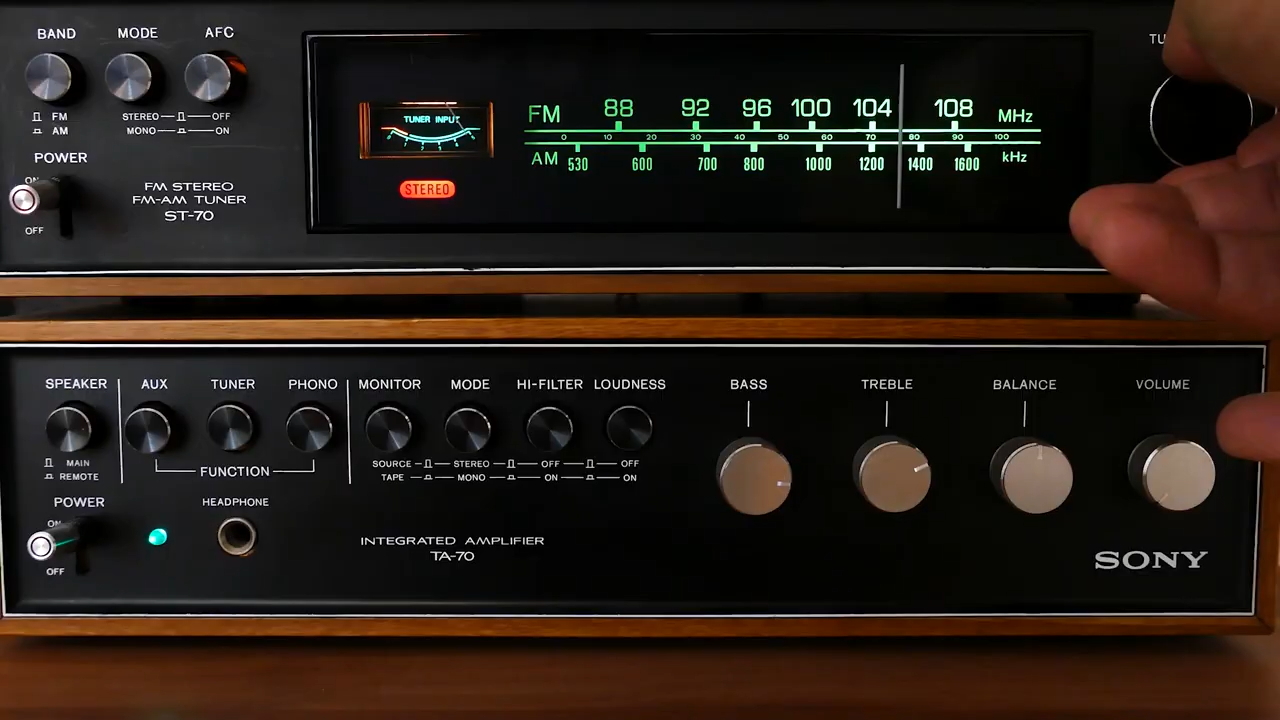 BAND MODE AFC TU
FM STEREO OFF
AM MONO ON
POWER
ON
OFF
FM STEREO
FM-AM TUNER
ST-70
TUNER INPUT
STEREO
FM 88 92 96 100 104 108 MHz
0 10 20 30 40 50 60 70 80 90 100
AM 530 600 700 800 1000 1200 1400 1600 kHz
SPEAKER AUX TUNER PHONO MONITOR MODE HI-FILTER LOUDNESS BASS TREBLE BALANCE VOLUME
MAIN SOURCE STEREO OFF OFF
REMOTE FUNCTION TAPE MONO ON ON
POWER HEADPHONE
ON
OFF
INTEGRATED AMPLIFIER
TA-70
SONY